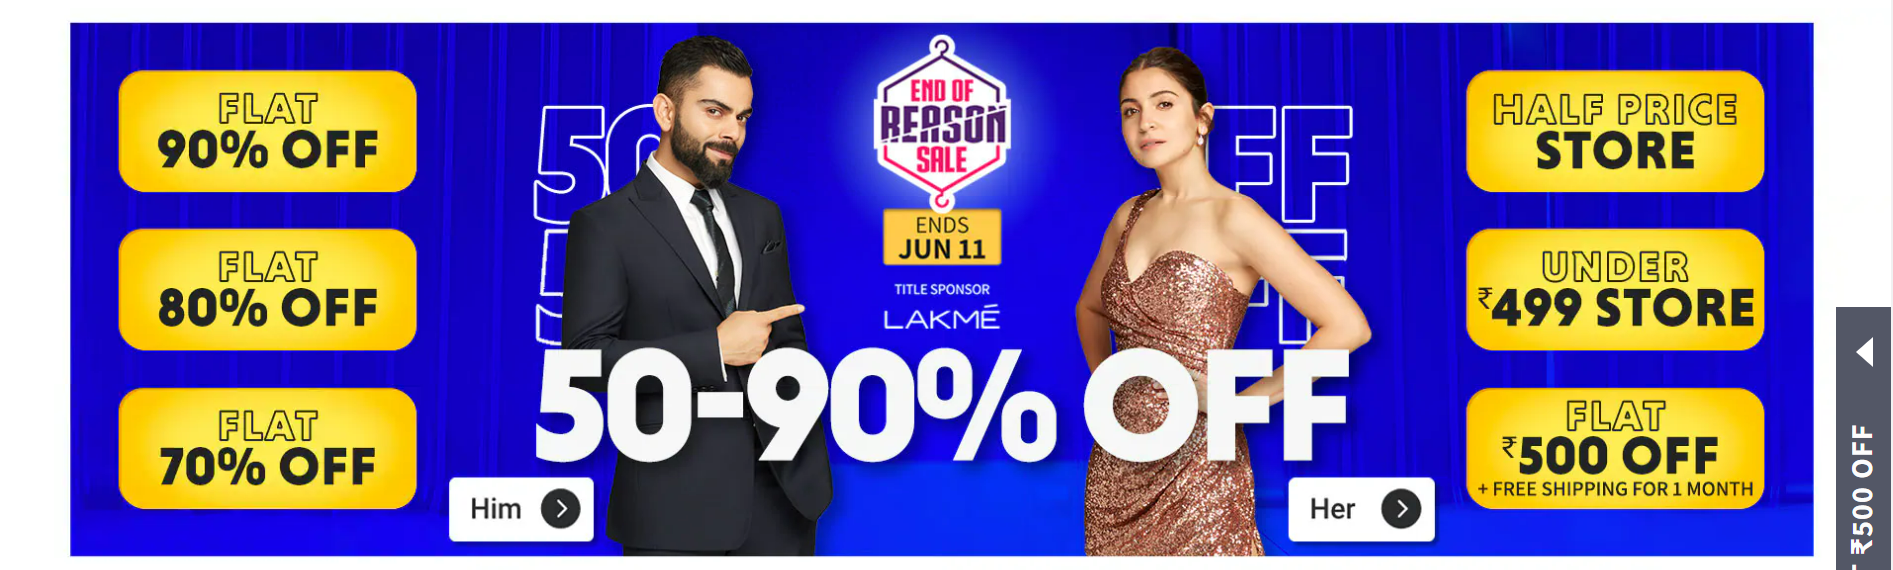 FLAT
90% OFF
FLAT
80% OFF
FLAT
70% OFF
END OF
REASON
SALE
ENDS
JUN 11
TITLE SPONSOR
LAKMÉ
50-90% OFF
Him
Her
HALF PRICE
STORE
UNDER
₹499 STORE
FLAT
₹500 OFF
+ FREE SHIPPING FOR 1 MONTH
₹500 OFF